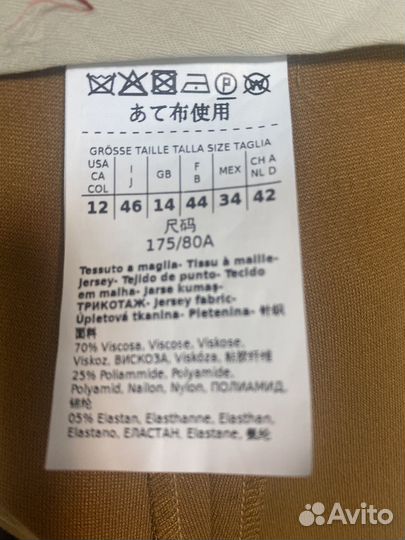 P W
あて布使用
GRÖSSE TAILLE TALLA SIZE TAGLIA
USA CA COL | I J | GB | F B | MEX | CH A NL D
12 | 46 | 14 | 44 | 34 | 42
尺码
175/80A
Tessuto a maglia- Tissu à maille-
Jersey- Tejido de punto- Tecido
em malha- Jarse kumaş-
ТРИКОТАЖ- Jersey fabric-
Úpletová tkanina- Pletenina- 针织
面料
70% Viscosa, Viscose, Viskose,
Viskoz, ВИСКОЗА, Viskóza, 粘胶纤维
25% Poliammide, Polyamide,
Polyamid, Nailon, Nylon, ПОЛИАМИД,
锦纶
05% Elastan, Elasthanne, Elasthan,
Elastano, ЕЛАСТАН, Elastane, 氨纶
Avito